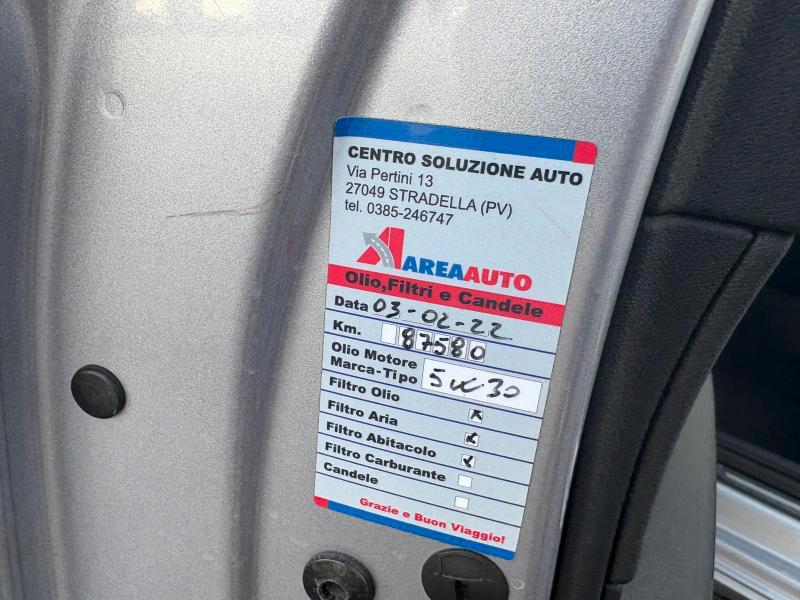 CENTRO SOLUZIONE AUTO
Via Pertini 13
27049 STRADELLA (PV)
tel. 0385-246747
AREAAUTO
Olio,Filtri e Candele
Data 03-02-22
Km. 87580
Olio Motore
Marca-Tipo 5w30
Filtro Olio
Filtro Aria
Filtro Abitacolo
Filtro Carburante
Candele
Grazie e Buon Viaggio!